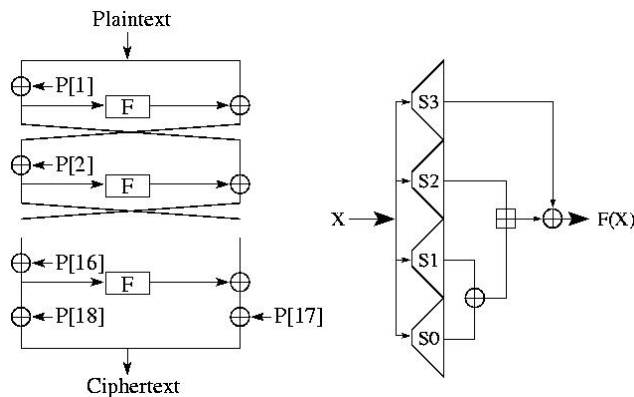 Plaintext
P[1]
F
P[2]
F
P[16]
F
P[18]
P[17]
Ciphertext
S3
S2
X
F(X)
S1
S0